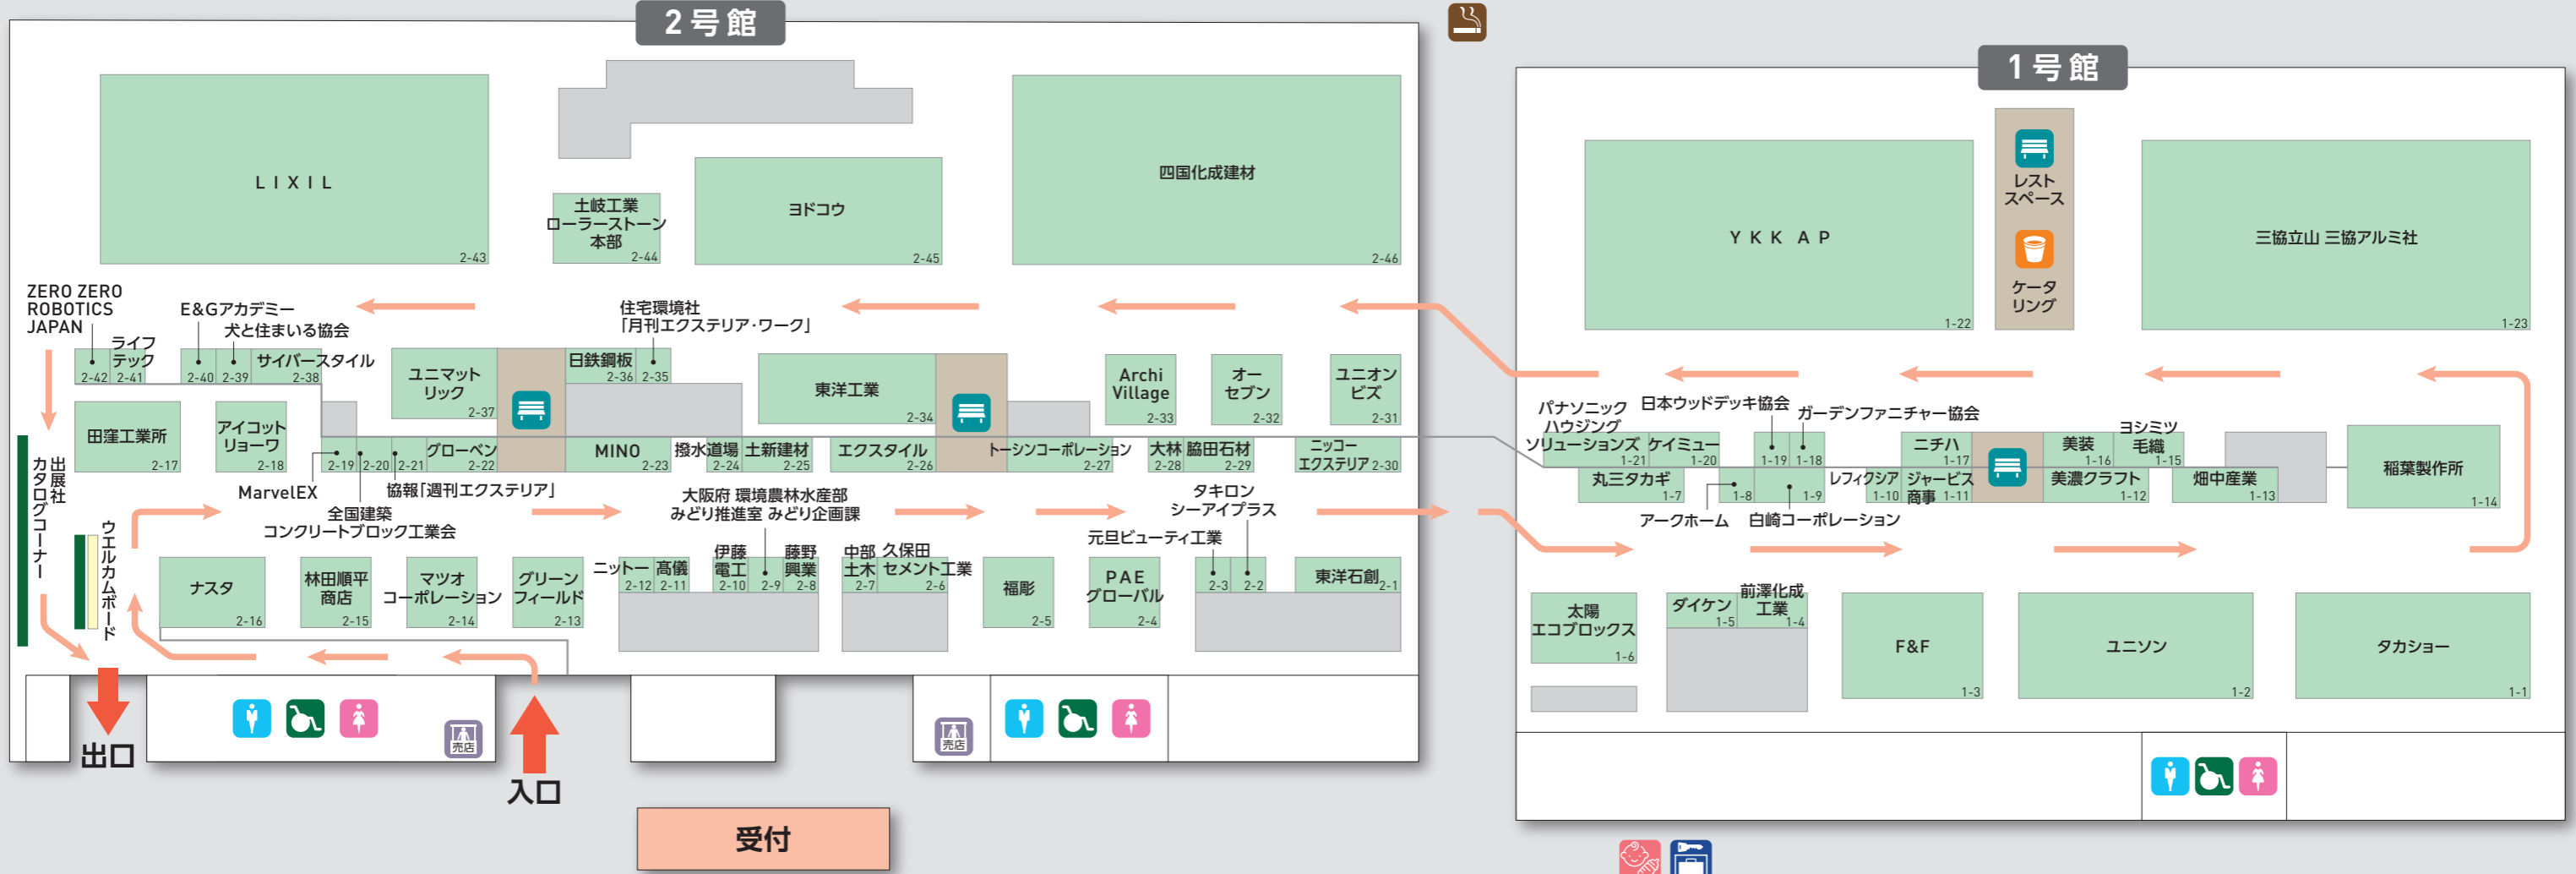 2号館
1号館
LIXIL
2-43
土岐工業
ローラーストーン
本部
2-44
ヨドコウ
2-45
四国化成建材
2-46
YKK AP
1-22
レスト
スペース
ケータ
リング
三協立山 三協アルミ社
1-23
ZERO ZERO
ROBOTICS
JAPAN
2-42
ライフ
テック
2-41
E&Gアカデミー
2-40
犬と住まいる協会
2-39
サイバースタイル
2-38
ユニマット
リック
2-37
日鉄鋼板
2-36
住宅環境社
「月刊エクステリア・ワーク」
2-35
東洋工業
2-34
Archi
Village
2-33
オー
セブン
2-32
ユニオン
ビズ
2-31
田窪工業所
2-17
アイコット
リョーワ
2-18
MarvelEX
2-19
全国建築
コンクリートブロック工業会
2-20
協報「週刊エクステリア」
2-21
グローベン
2-22
MINO
2-23
撥水道場
2-24
土新建材
2-25
エクスタイル
2-26
トーシンコーポレーション
2-27
大林
2-28
脇田石材
2-29
ニッコー
エクステリア
2-30
パナソニック
ハウジング
ソリューションズ
1-21
ケイミュー
1-20
日本ウッドデッキ協会
1-19
ガーデンファニチャー協会
1-18
ニチハ
1-17
美装
1-16
ヨシミツ
毛織
1-15
稲葉製作所
1-14
丸三タカギ
1-7
アークホーム
1-8
白崎コーポレーション
1-9
レフィクシア
1-10
ジャービス
商事
1-11
美濃クラフト
1-12
畑中産業
1-13
出展社
カタログコーナー
ウエルカムボード
ナスタ
2-16
林田順平
商店
2-15
マツオ
コーポレーション
2-14
グリーン
フィールド
2-13
ニットー
2-12
髙儀
2-11
伊藤
電工
2-10
大阪府 環境農林水産部
みどり推進室 みどり企画課
2-9
藤野
興業
2-8
中部
土木
2-7
久保田
セメント工業
2-6
福彫
2-5
PAE
グローバル
2-4
元旦ビューティ工業
2-3
タキロン
シーアイプラス
2-2
東洋石創
2-1
太陽
エコブロックス
1-6
ダイケン
1-5
前澤化成
工業
1-4
F&F
1-3
ユニソン
1-2
タカショー
1-1
売店
売店
出口
入口
受付